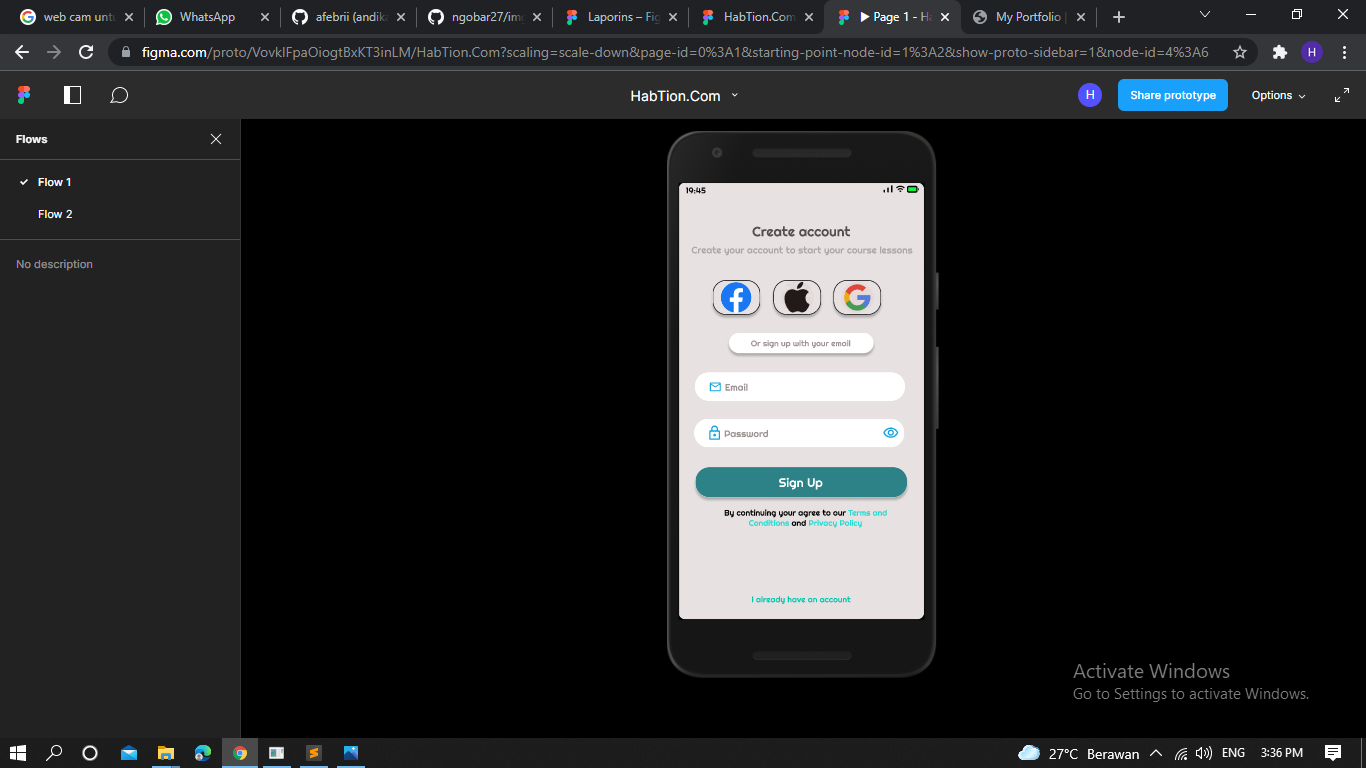 web cam unt
WhatsApp
afebrii (andik
ngobar27/im
Laporins – Fig
HabTion.Com
Page 1 - H
My Portfolio |
figma.com/proto/VovkIFpaOiogtBxKT3inLM/HabTion.Com?scaling=scale-down&page-id=0%3A1&starting-point-node-id=1%3A2&show-proto-sidebar=1&node-id=4%3A6
H
HabTion.Com
H
Share prototype
Options
Flows
Flow 1
Flow 2
No description
19:45
Create account
Create your account to start your course lessons
Or sign up with your email
Email
Password
Sign Up
By continuing your agree to our Terms and
Conditions and Privacy Policy
I already have an account
Activate Windows
Go to Settings to activate Windows.
27°C Berawan
ENG
3:36 PM